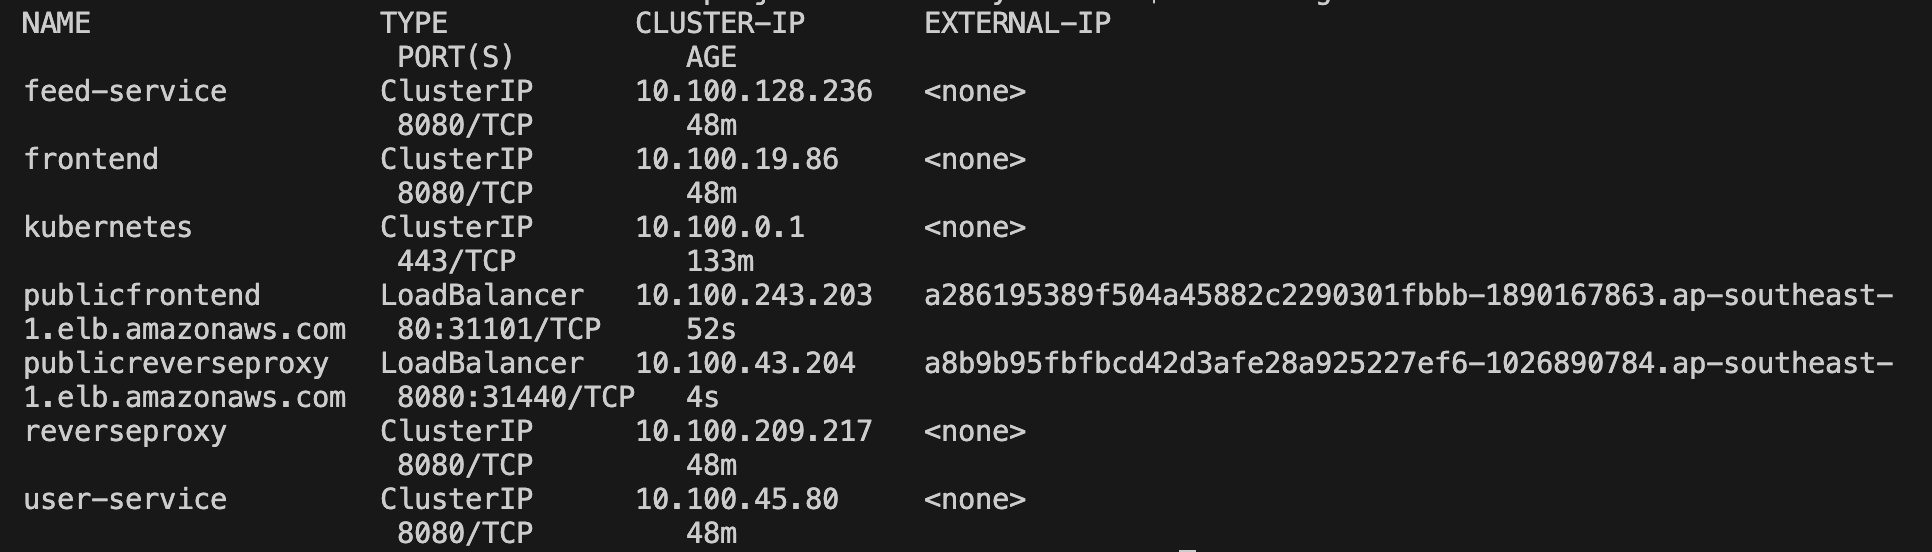 NAME TYPE CLUSTER-IP EXTERNAL-IP
PORT(S) AGE
feed-service ClusterIP 10.100.128.236 <none>
8080/TCP 48m
frontend ClusterIP 10.100.19.86 <none>
8080/TCP 48m
kubernetes ClusterIP 10.100.0.1 <none>
443/TCP 133m
publicfrontend LoadBalancer 10.100.243.203 a286195389f504a45882c2290301fbbb-1890167863.ap-southeast-
1.elb.amazonaws.com 80:31101/TCP 52s
publicreverseproxy LoadBalancer 10.100.43.204 a8b9b95fbfbcd42d3afe28a925227ef6-1026890784.ap-southeast-
1.elb.amazonaws.com 8080:31440/TCP 4s
reverseproxy ClusterIP 10.100.209.217 <none>
8080/TCP 48m
user-service ClusterIP 10.100.45.80 <none>
8080/TCP 48m